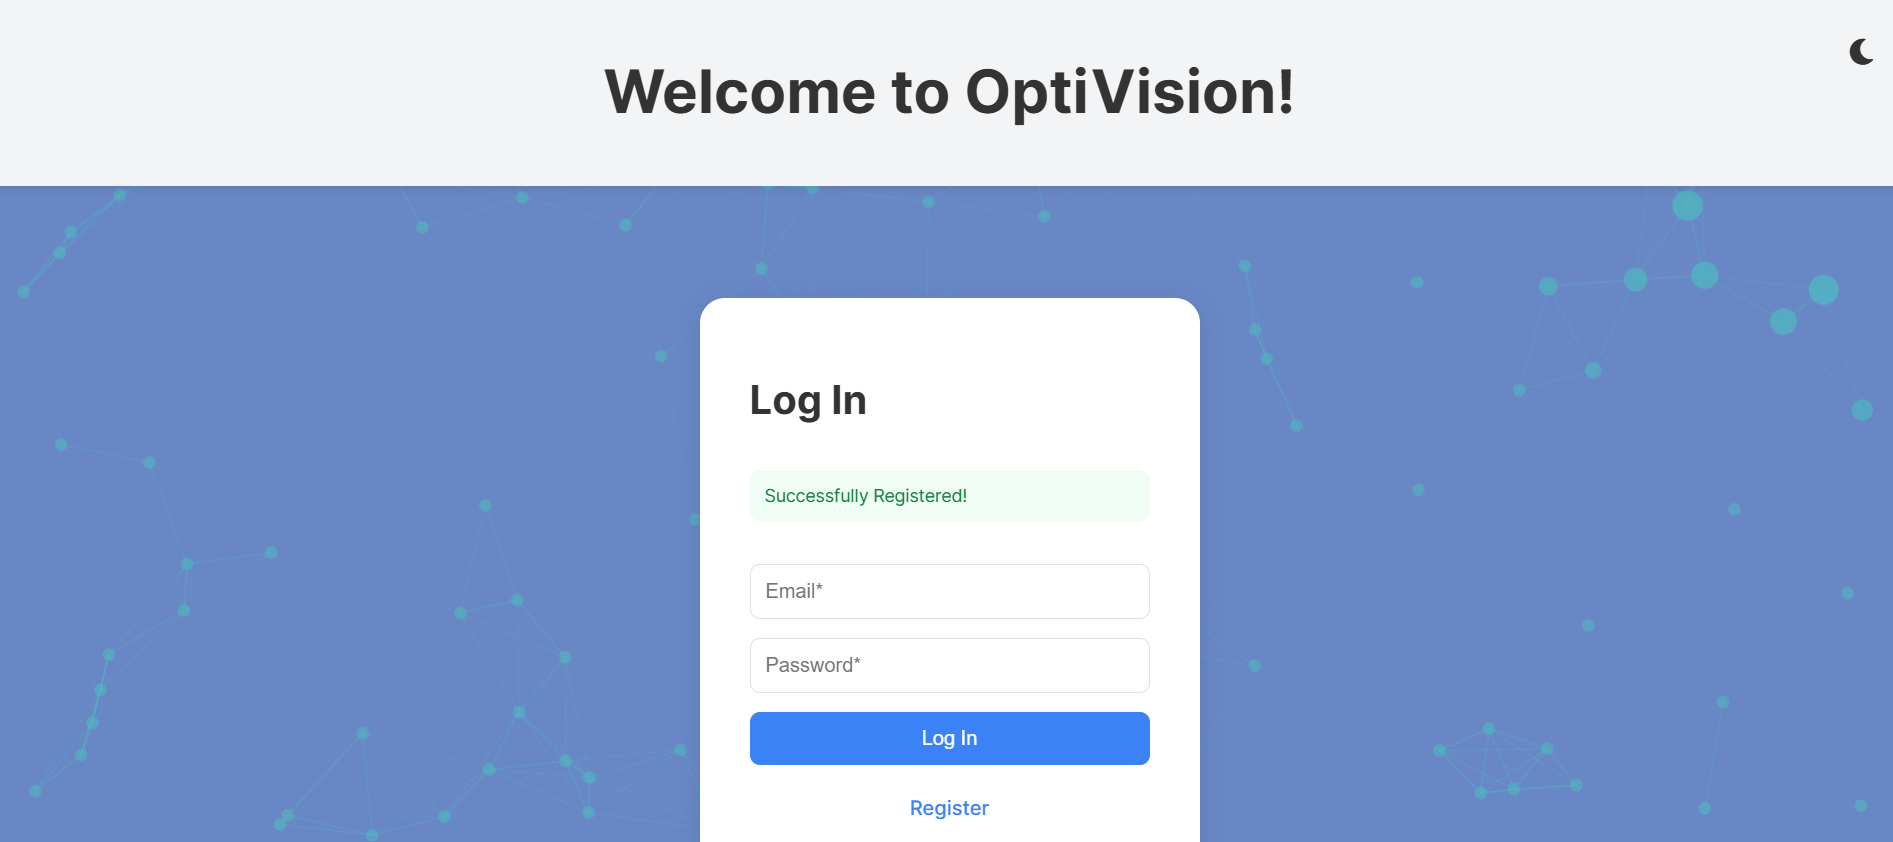 Welcome to OptiVision!
Log In
Successfully Registered!
Email*
Password*
Log In
Register